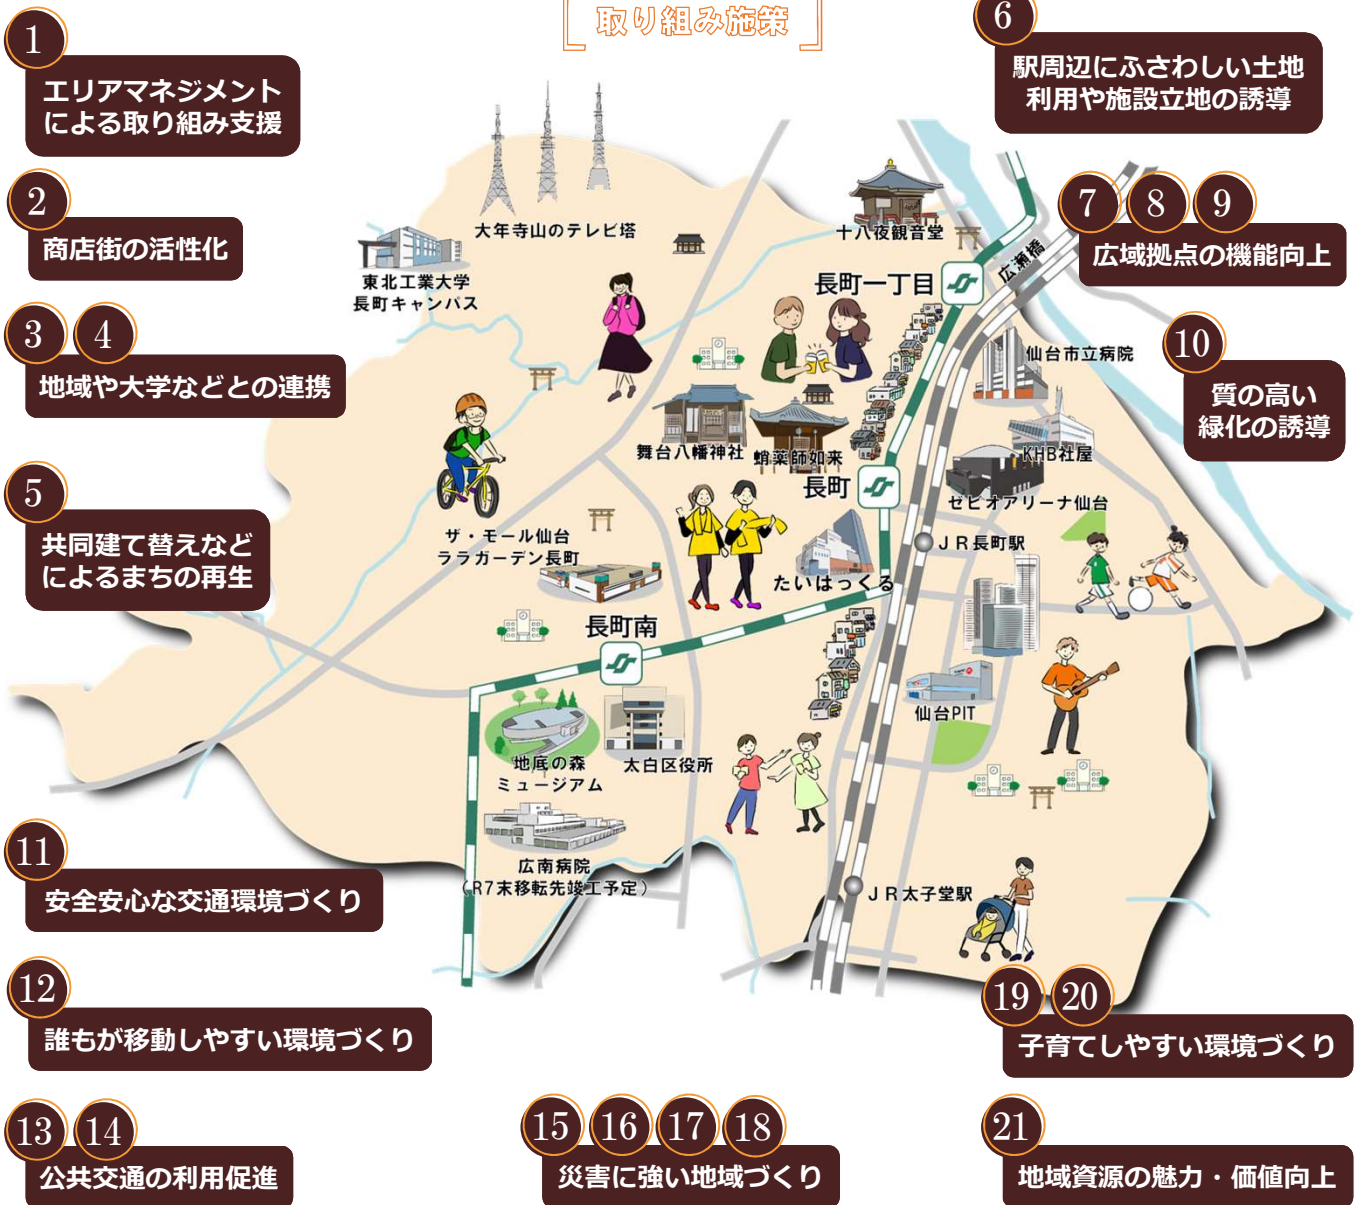 取り組み施策
1
エリアマネジメント
による取り組み支援
2
商店街の活性化
3 4
地域や大学などとの連携
5
共同建て替えなど
によるまちの再生
6
駅周辺にふさわしい土地
利用や施設立地の誘導
7 8 9
広域拠点の機能向上
10
質の高い
緑化の誘導
大年寺山のテレビ塔
東北工業大学
長町キャンパス
十八夜観音堂
広瀬橋
長町一丁目
仙台市立病院
舞台八幡神社
蛸薬師如来
KHB社屋
長町
ゼビオアリーナ仙台
ザ・モール仙台
ララガーデン長町
たいはっくる
JR長町駅
長町南
仙台PIT
地底の森
ミュージアム
太白区役所
広南病院
(R7末移転先竣工予定)
JR太子堂駅
11
安全安心な交通環境づくり
12
誰もが移動しやすい環境づくり
13 14
公共交通の利用促進
15 16 17 18
災害に強い地域づくり
19 20
子育てしやすい環境づくり
21
地域資源の魅力・価値向上